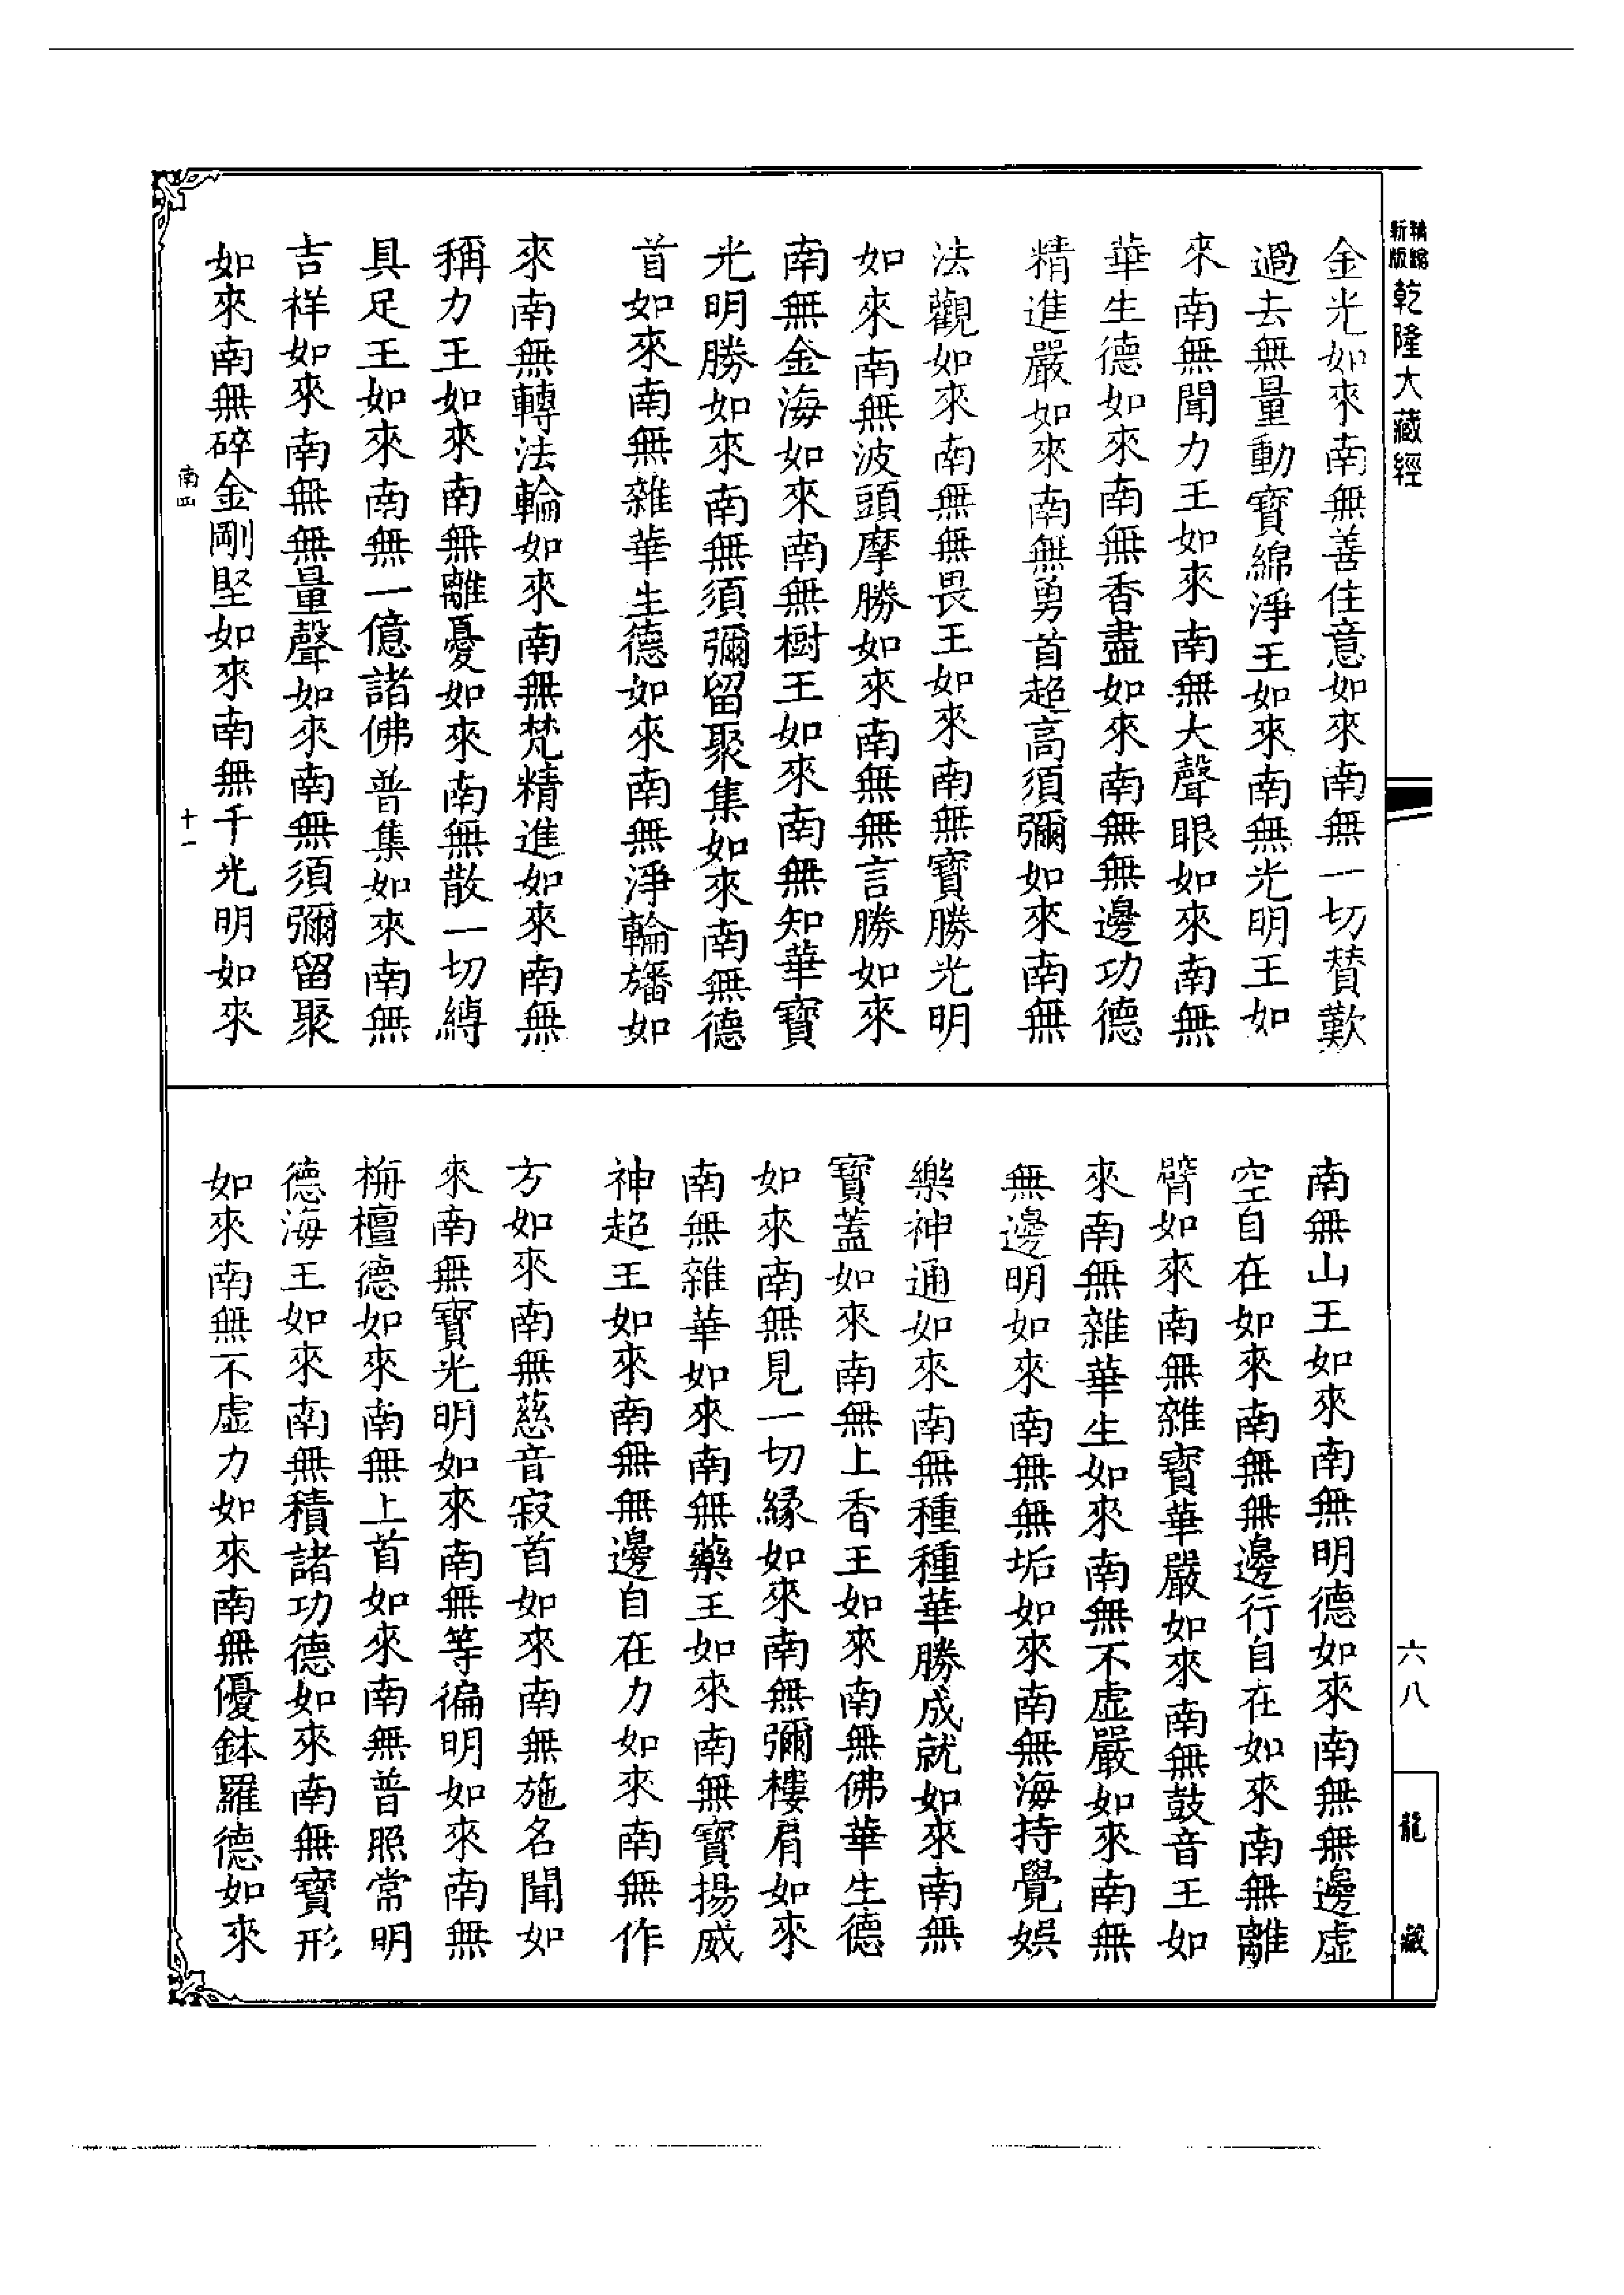 精鐫
新版
乾隆大藏經
六八
龍藏
金光如來南無善住意如來南無一切賛歎
過去無量動寶綿淨王如來南無光明王如
來南無聞力王如來南無大聲眼如來南無
華生德如來南無香盡如來南無無邊功德
精進嚴如來南無勇首超高須彌如來南無
法觀如來南無無畏王如來南無寶勝光明
如來南無波頭摩勝如來南無無言勝如來
南無金海如來南無樹王如來南無知華寶
光明勝如來南無須彌留聚集如來南無德
首如來南無雜華生德如來南無淨輪旛如
來南無轉法輪如來南無梵精進如來南無
稱力王如來南無離憂如來南無散一切縛
具足王如來南無一億諸佛普集如來南無
吉祥如來南無無量聲如來南無須彌留聚
如來南無碎金剛堅如來南無千光明如來
南四
十一
南無山王如來南無明德如來南無無邊虛
空自在如來南無無邊行自在如來南無離
臂如來南無雜寶華嚴如來南無鼓音王如
來南無雜華生如來南無不虛嚴如來南無
無邊明如來南無無垢如來南無海持覺娛
樂神通如來南無種種華勝成就如來南無
寶蓋如來南無上香王如來南無佛華生德
如來南無見一切緣如來南無彌樓肩如來
南無雜華如來南無藥王如來南無寶揚威
神超王如來南無無邊自在力如來南無作
方如來南無慈音寂首如來南無施名聞如
來南無寶光明如來南無等徧明如來南無
栴檀德如來南無上首如來南無普照常明
德海王如來南無積諸功德如來南無寶形
如來南無不虛力如來南無優鉢羅德如來